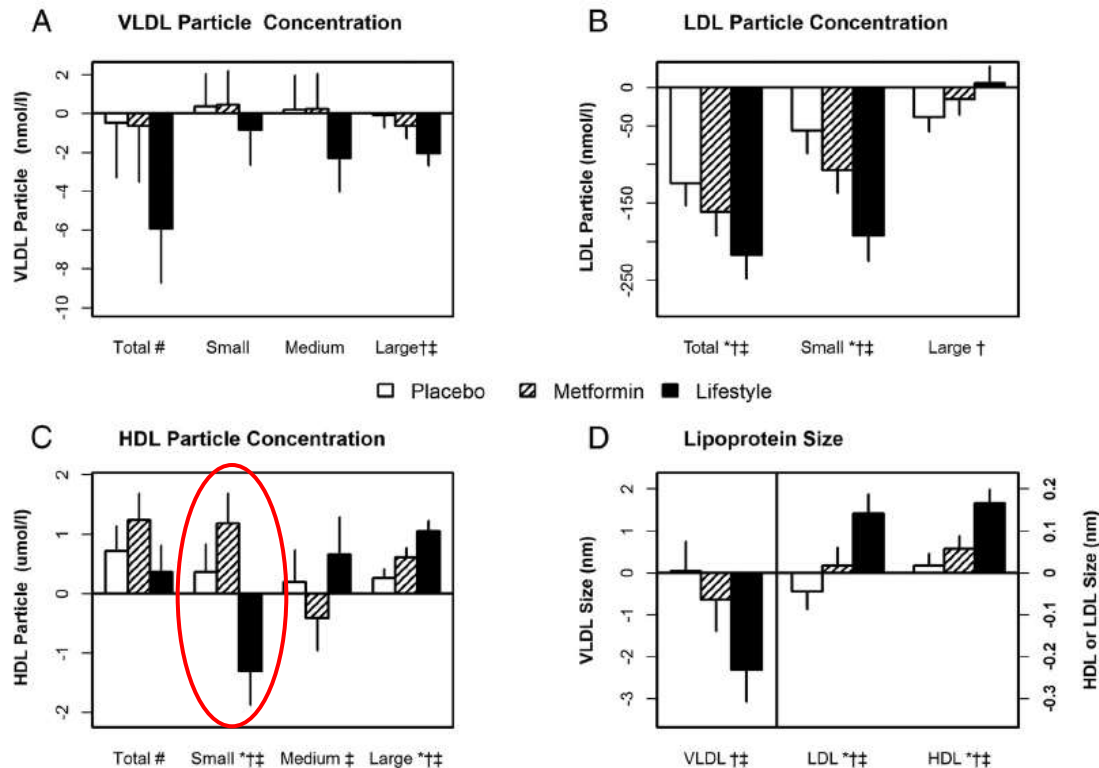 A VLDL Particle Concentration
VLDL Particle (nmol/l)
2
0
-2
-4
-6
-8
-10
Total # Small Medium Large†‡
B LDL Particle Concentration
LDL Particle (nmol/l)
0
-50
-150
-250
Total *†‡ Small *†‡ Large †
Placebo Metformin Lifestyle
C HDL Particle Concentration
HDL Particle (umol/l)
2
1
0
-1
-2
Total # Small *†‡ Medium ‡ Large *†‡
D Lipoprotein Size
VLDL Size (nm)
2
1
0
-1
-2
-3
0.2
0.1
0
-0.1
-0.2
-0.3
HDL or LDL Size (nm)
VLDL †‡ LDL *†‡ HDL *†‡